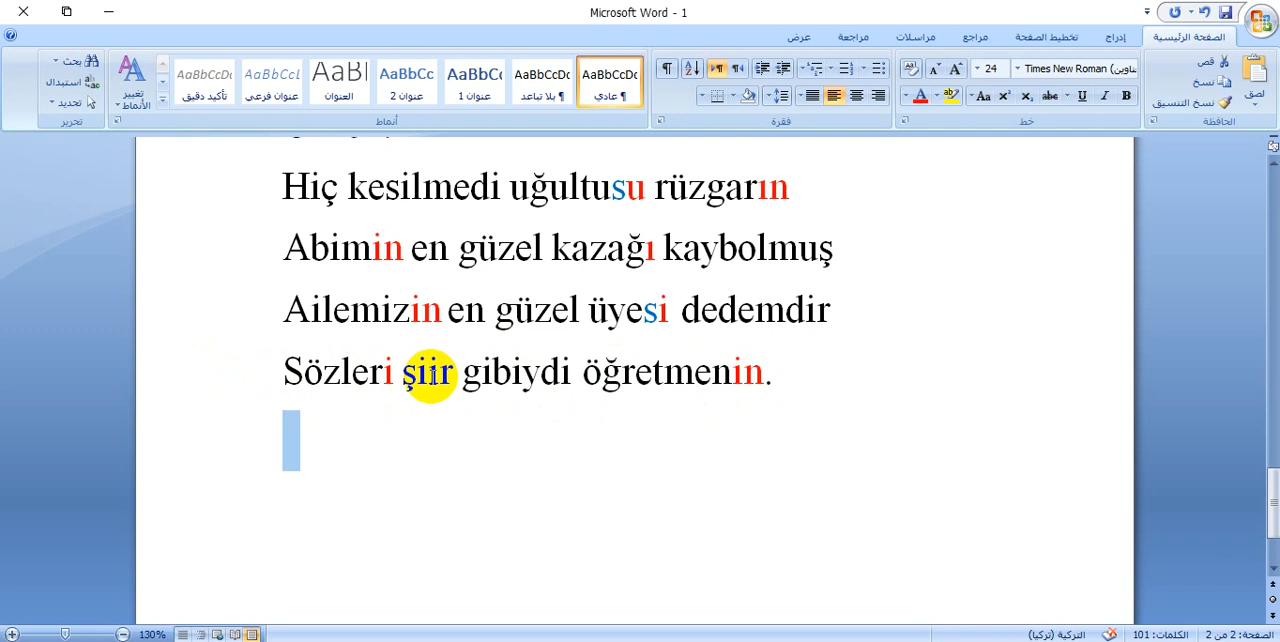 Microsoft Word - 1
الصفحة الرئيسية
إدراج
تخطيط الصفحة
مراجع
مراسلات
مراجعة
عرض
لصق
قص
نسخ
نسخ التنسيق
الحافظة
Times New Roman (عناوين
24
خط
فقرة
AaBbCcDc
¶ عادي
AaBbCcDc
¶ بلا تباعد
AaBbCc
عنوان 1
AaBbCc
عنوان 2
AaBl
العنوان
AaBbCcL
عنوان فرعي
AaBbCcDc
تأكيد دقيق
تغيير الأنماط
أنماط
بحث
استبدال
تحديد
تحرير
Hiç kesilmedi uğultusu rüzgarın
Abimin en güzel kazağı kaybolmuş
Ailemizin en güzel üyesi dedemdir
Sözleri şiir gibiydi öğretmenin.
صفحة: 2 من 2
الكلمات: 101
التركية (تركيا)
130%